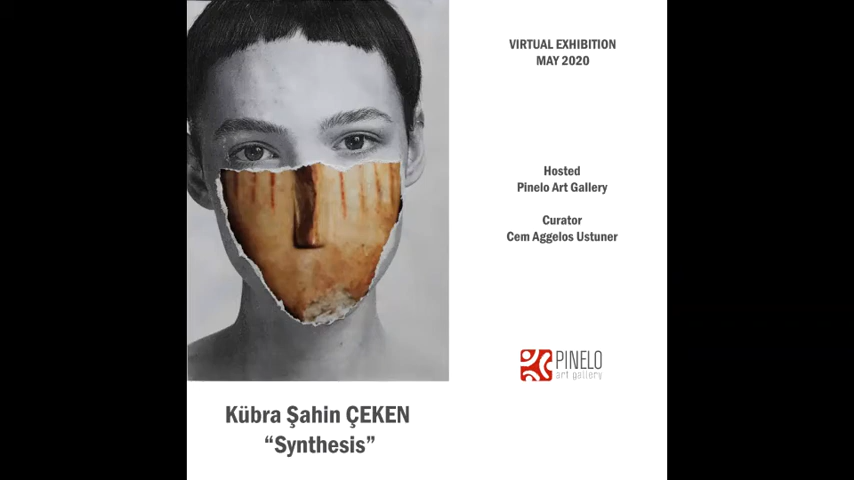 VIRTUAL EXHIBITION
MAY 2020
Hosted
Pinelo Art Gallery
Curator
Cem Aggelos Ustuner
PINELO
art gallery
Kübra Şahin ÇEKEN
“Synthesis”